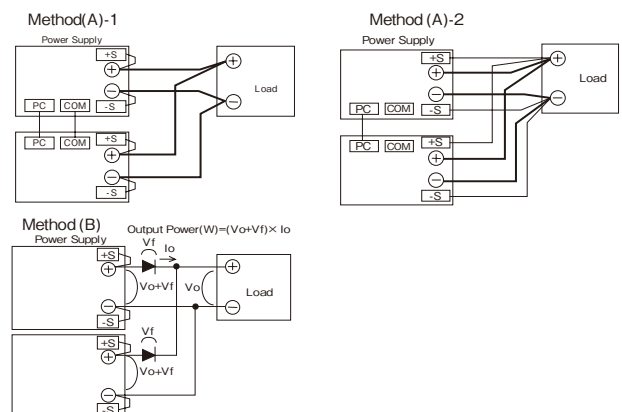 Method(A)-1
Power Supply
+S
+
Load
−
PC COM -S
PC COM +S
+
−
-S
Method (A)-2
Power Supply
+S
+
Load
−
PC COM -S
PC COM +S
+
−
-S
Method (B)
Power Supply
Output Power(W)=(Vo+Vf)× Io
Vf
Io
+S
+
Vo+Vf
Vo
+
Load
−
−
-S
Vf
+S
+
Vo+Vf
−
-S